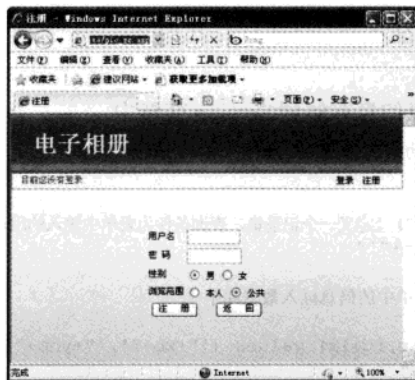 注册 - Windows Internet Explorer
Bing
文件(F) 编辑(E) 查看(V) 收藏夹(A) 工具(T) 帮助(H)
收藏夹 建议网站 获取更多加载项
注册 页面(P) 安全(S)
电子相册
目前您没有登录 登录 注册
用户名
密 码
性别 男 女
浏览范围 本人 公共
注 册 返 回
完成 Internet 100%